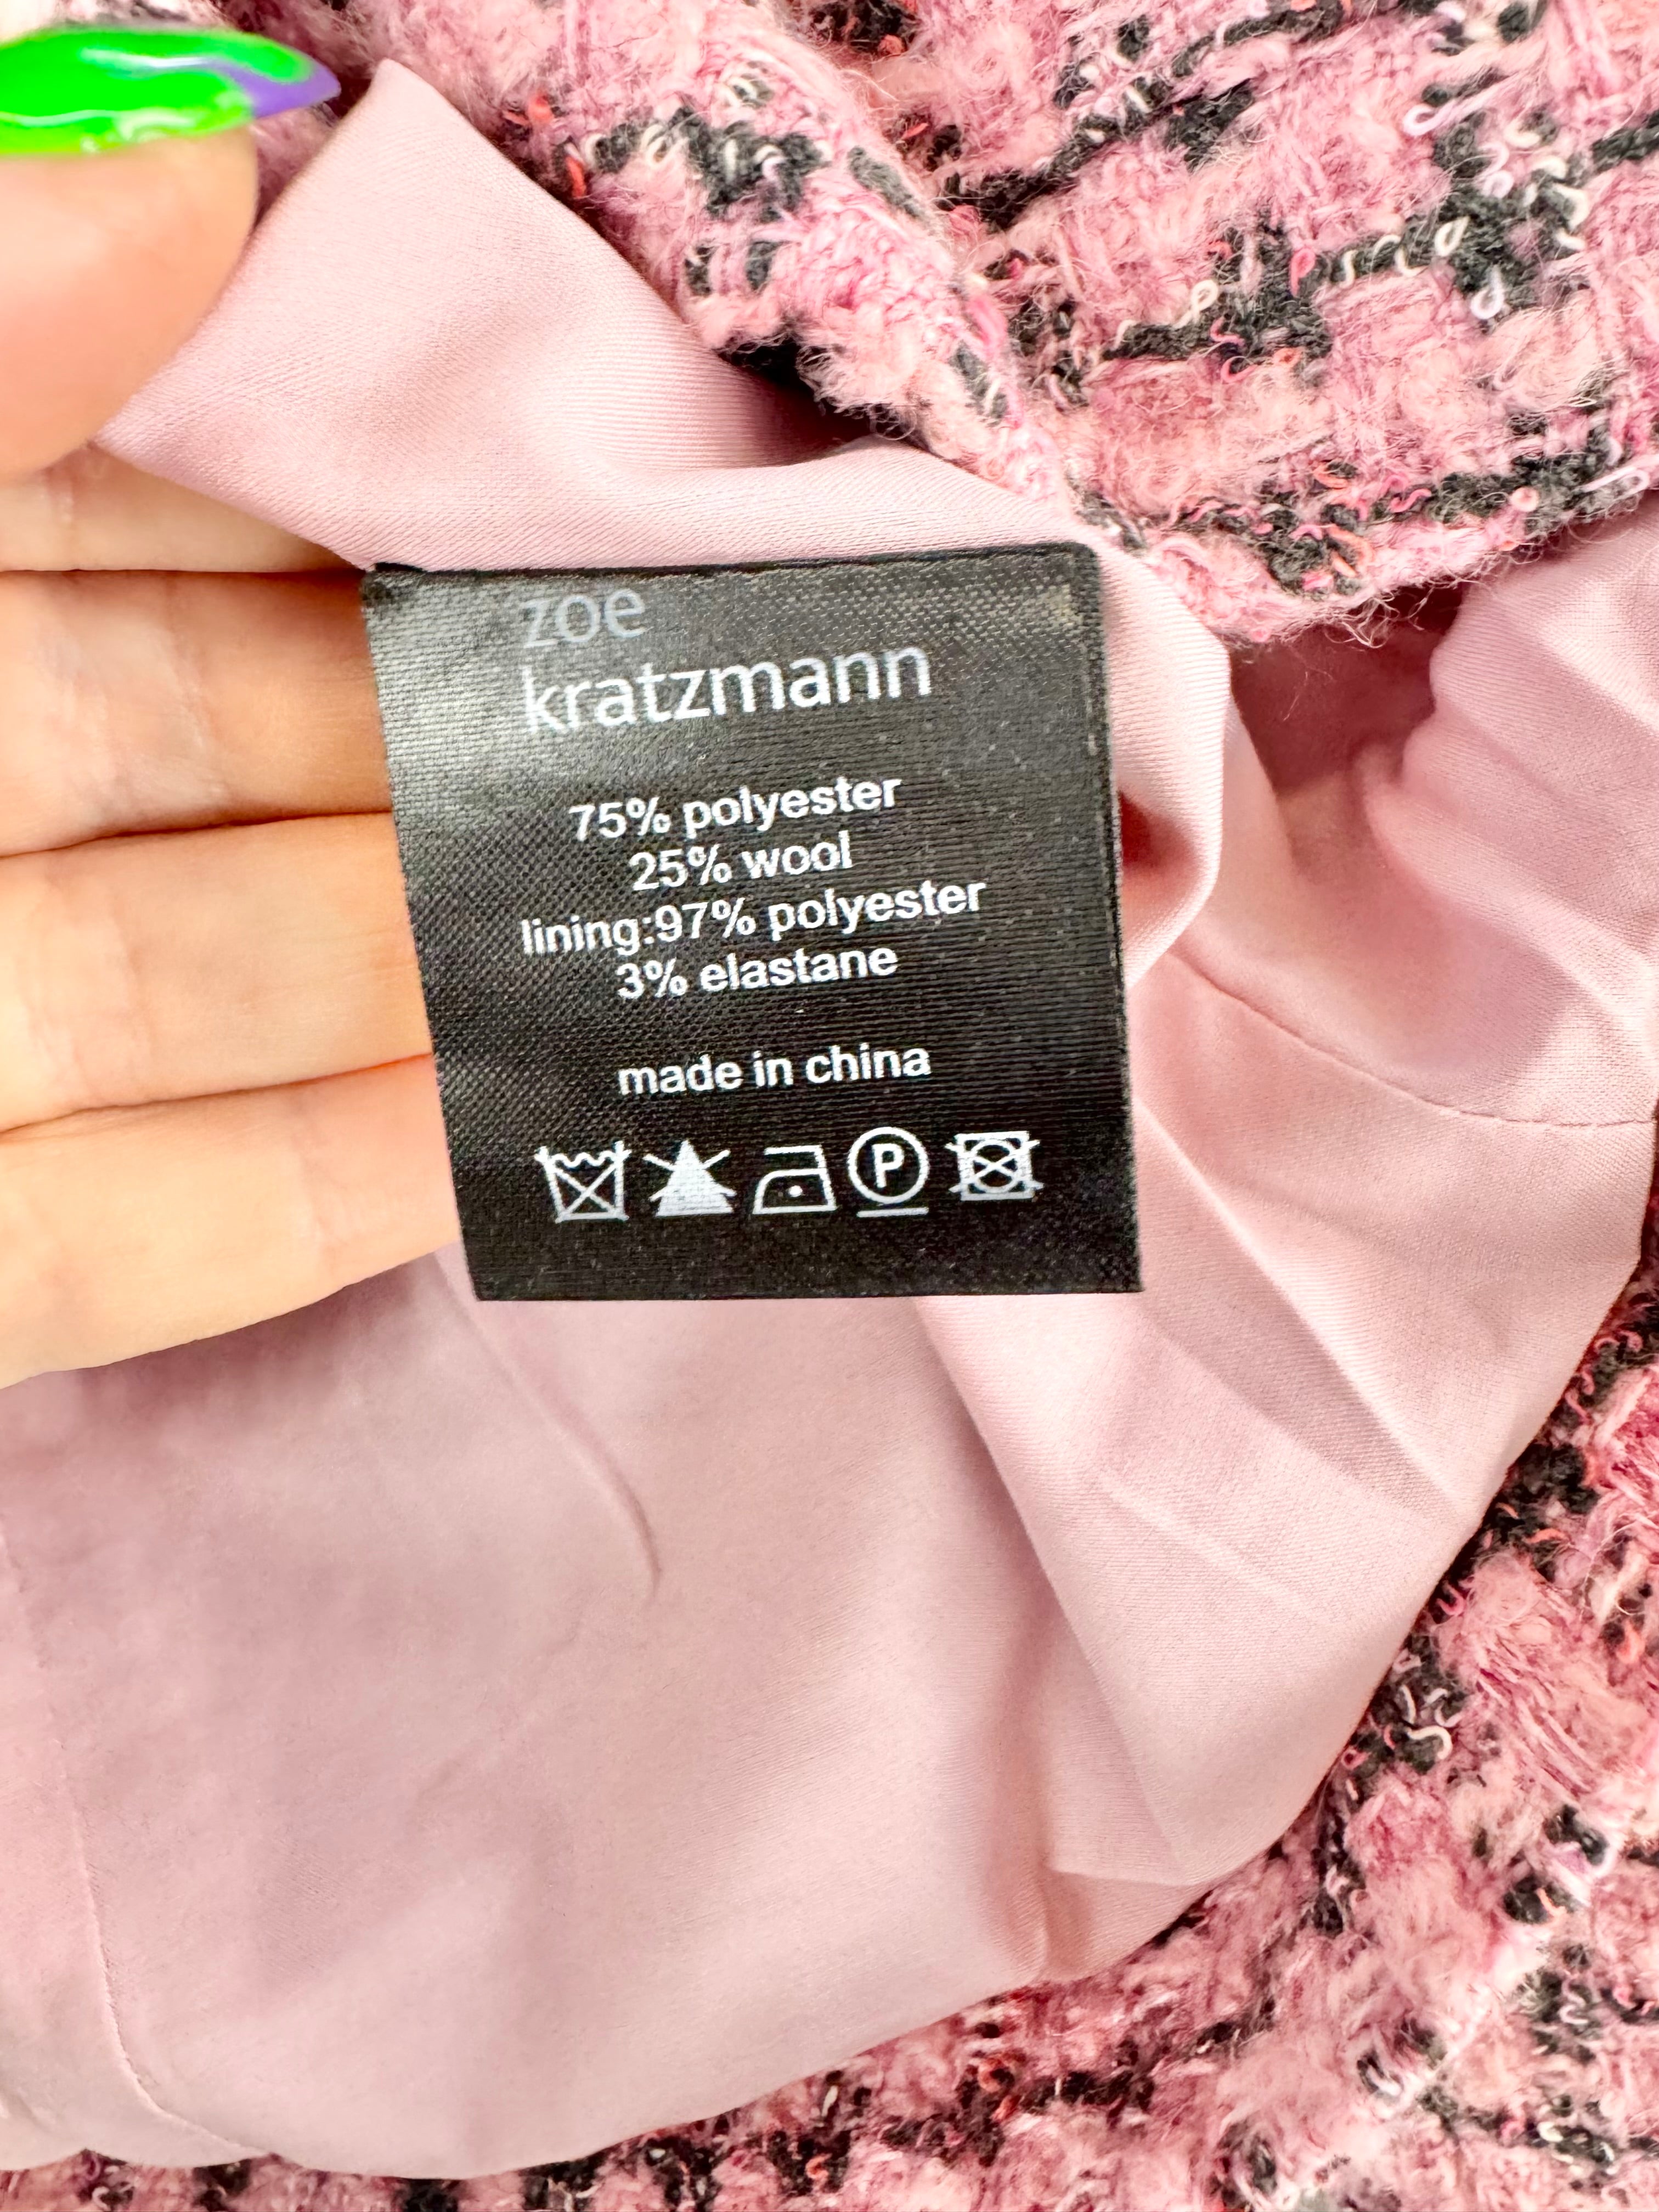 zoe
kratzmann
75% polyester
25% wool
lining:97% polyester
3% elastane
made in china
P